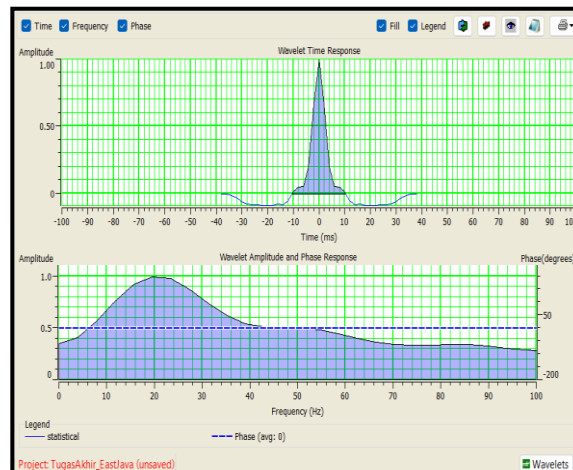 Time Frequency Phase Fill Legend
Amplitude Wavelet Time Response
1.00
0.50
0
-100 -90 -80 -70 -60 -50 -40 -30 -20 -10 0 10 20 30 40 50 60 70 80 90 100
Time (ms)
Amplitude Wavelet Amplitude and Phase Response Phase(degrees)
1.0
50
0.5
0 -200
0 10 20 30 40 50 60 70 80 90 100
Frequency (Hz)
Legend
statistical Phase (avg: 0)
Project: TugasAkhir_EastJava (unsaved) Wavelets